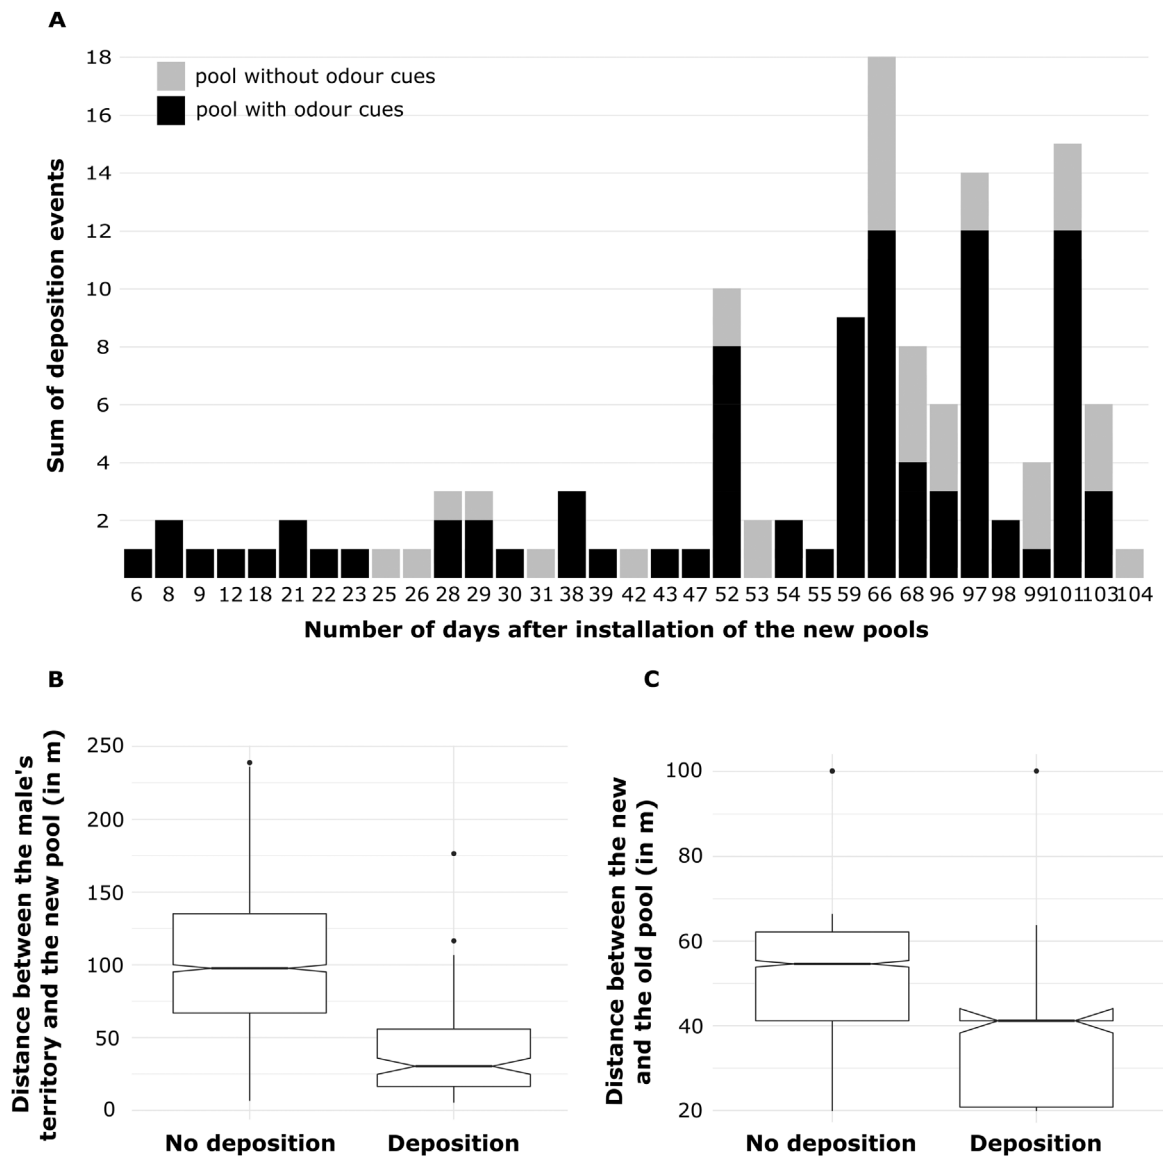 A
18
16
14
12
10
8
6
4
2
Sum of deposition events
pool without odour cues
pool with odour cues
6 8 9 12 18 21 22 23 25 26 28 29 30 31 38 39 42 43 47 52 53 54 55 59 66 68 96 97 98 99 101 103 104
Number of days after installation of the new pools
B
Distance between the male's
territory and the new pool (in m)
250
200
150
100
50
0
No deposition Deposition
C
Distance between the new
and the old pool (in m)
100
80
60
40
20
No deposition Deposition